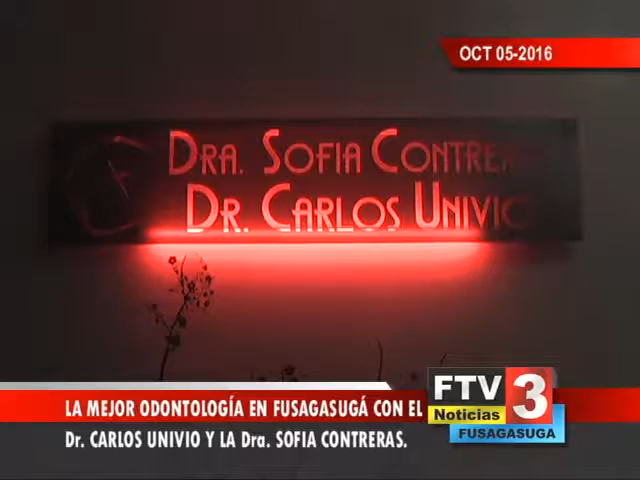 OCT 05-2016
DRA. SOFIA CONTRERAS
DR. CARLOS UNIVIO
LA MEJOR ODONTOLOGÍA EN FUSAGASUGÁ CON EL
Dr. CARLOS UNIVIO Y LA Dra. SOFIA CONTRERAS.
FTV 3
Noticias
FUSAGASUGA